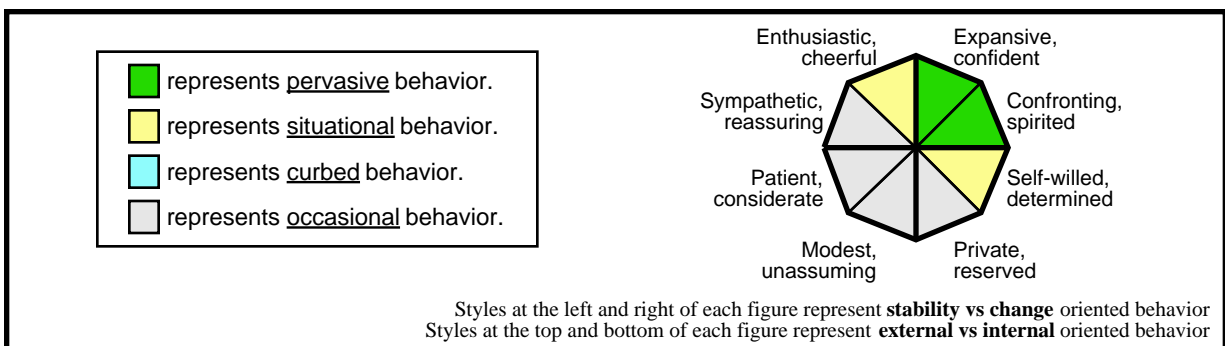 represents pervasive behavior.
represents situational behavior.
represents curbed behavior.
represents occasional behavior.
Enthusiastic,
cheerful
Expansive,
confident
Sympathetic,
reassuring
Confronting,
spirited
Patient,
considerate
Self-willed,
determined
Modest,
unassuming
Private,
reserved
Styles at the left and right of each figure represent stability vs change oriented behavior
Styles at the top and bottom of each figure represent external vs internal oriented behavior